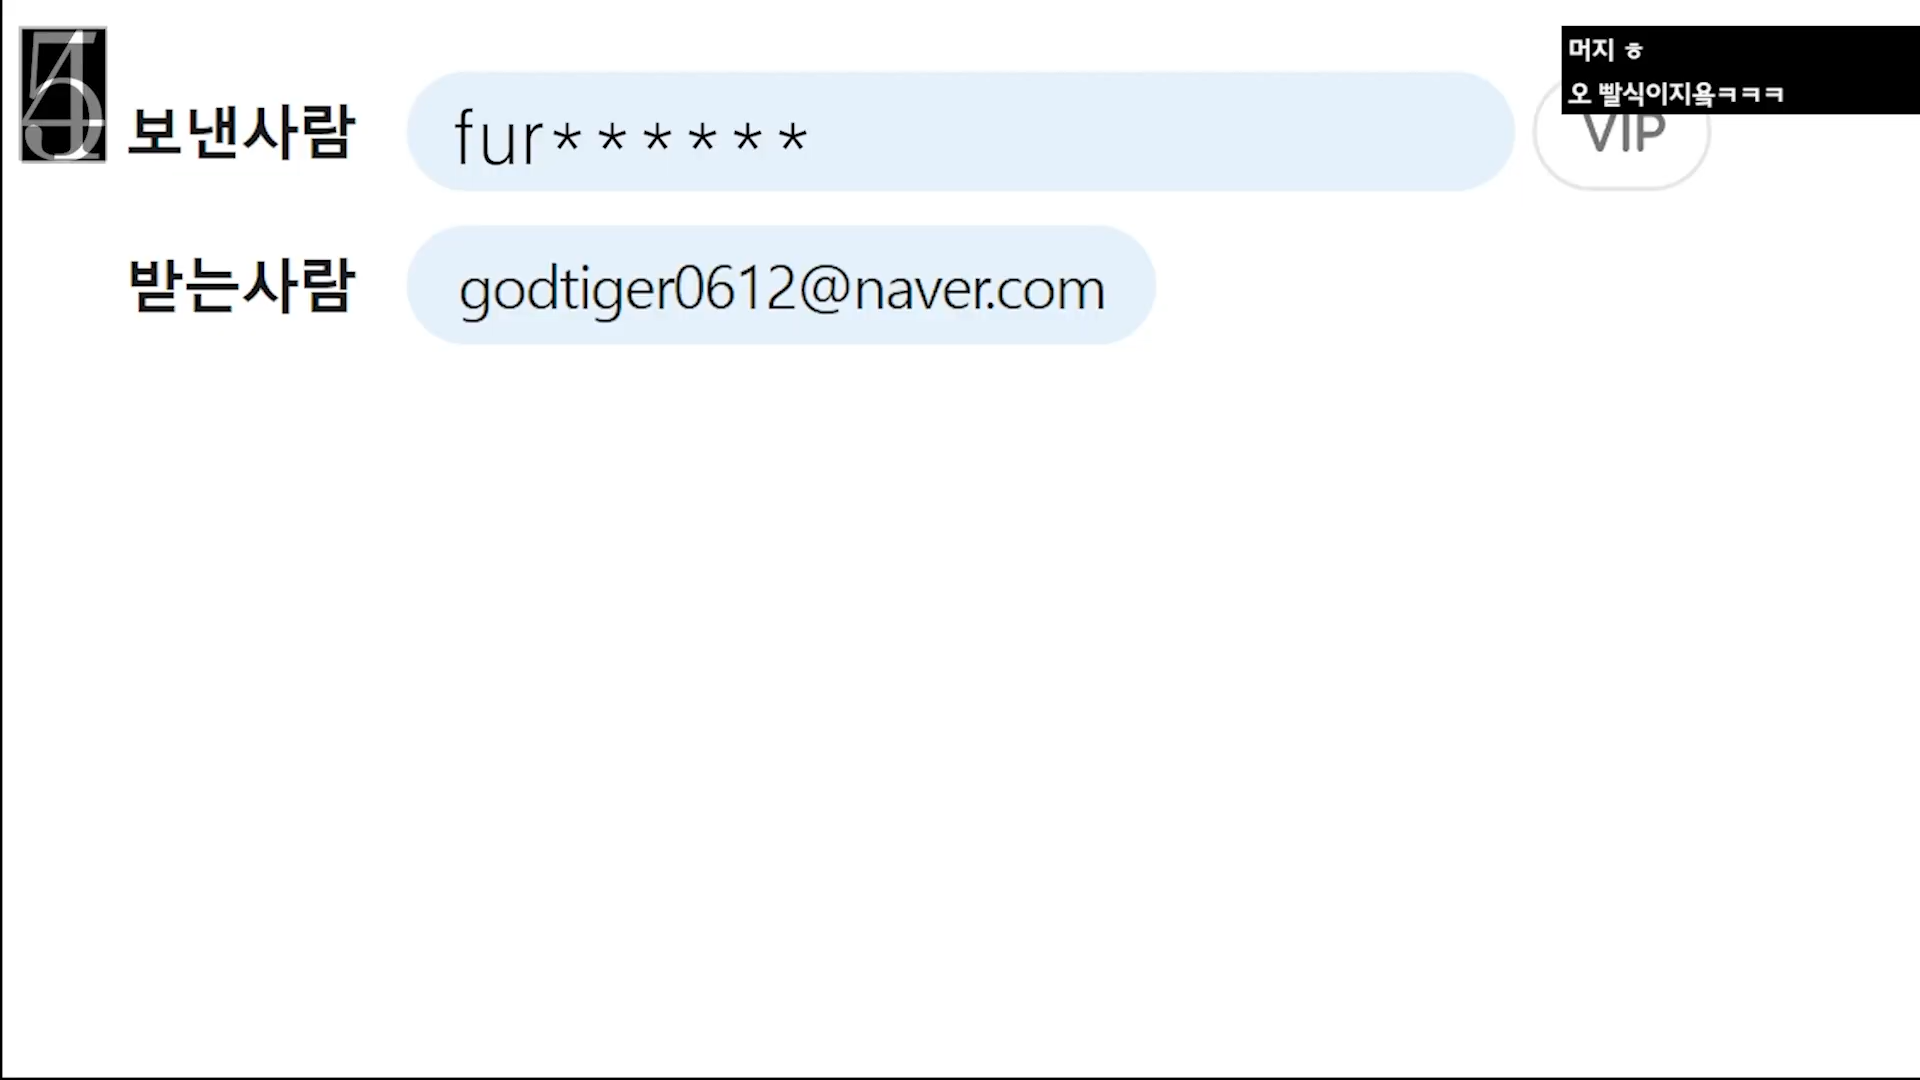 보낸사람 fur******
VIP
받는사람 godtiger0612@naver.com
머지 ㅎ
오 빨식이지욬ㅋㅋㅋ